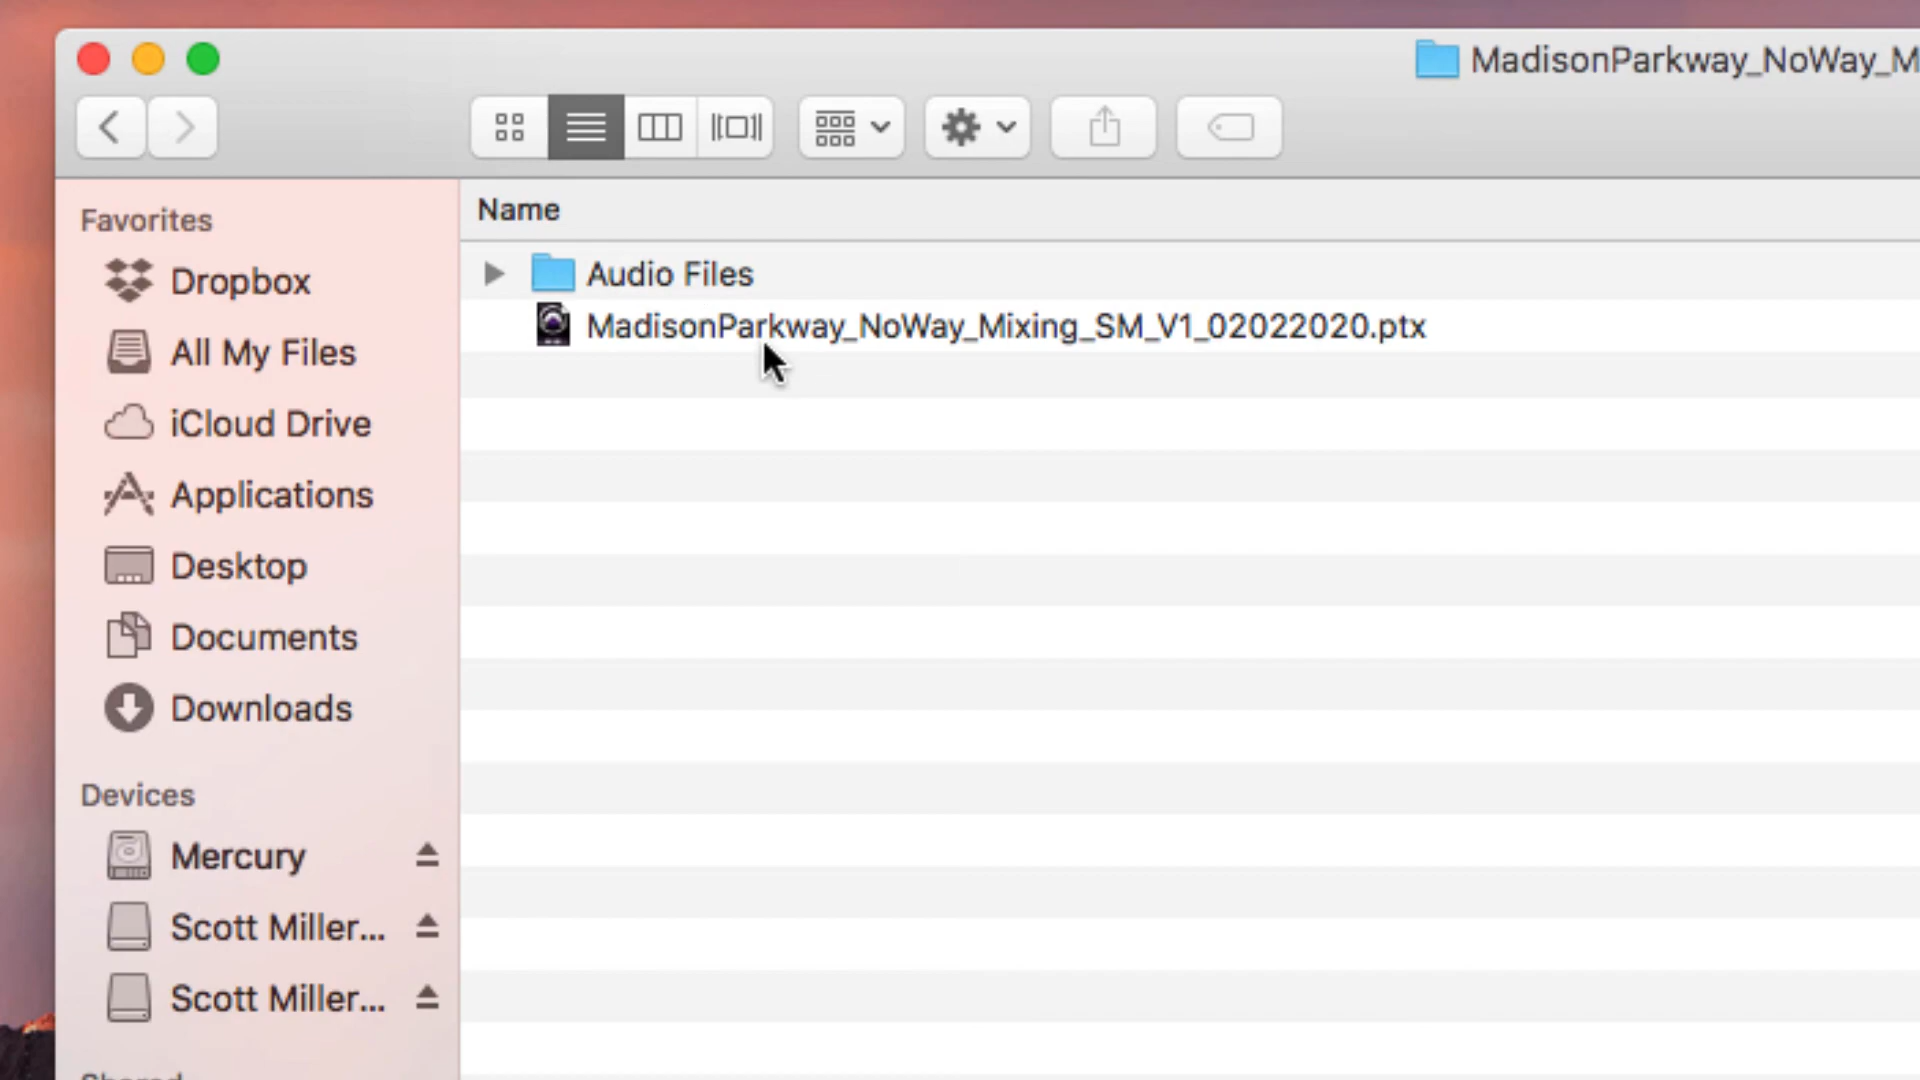 MadisonParkway_NoWay_M
Name
Favorites
Dropbox
All My Files
iCloud Drive
Applications
Desktop
Documents
Downloads
Devices
Mercury
Scott Miller...
Scott Miller...
Shared
Audio Files
MadisonParkway_NoWay_Mixing_SM_V1_02022020.ptx